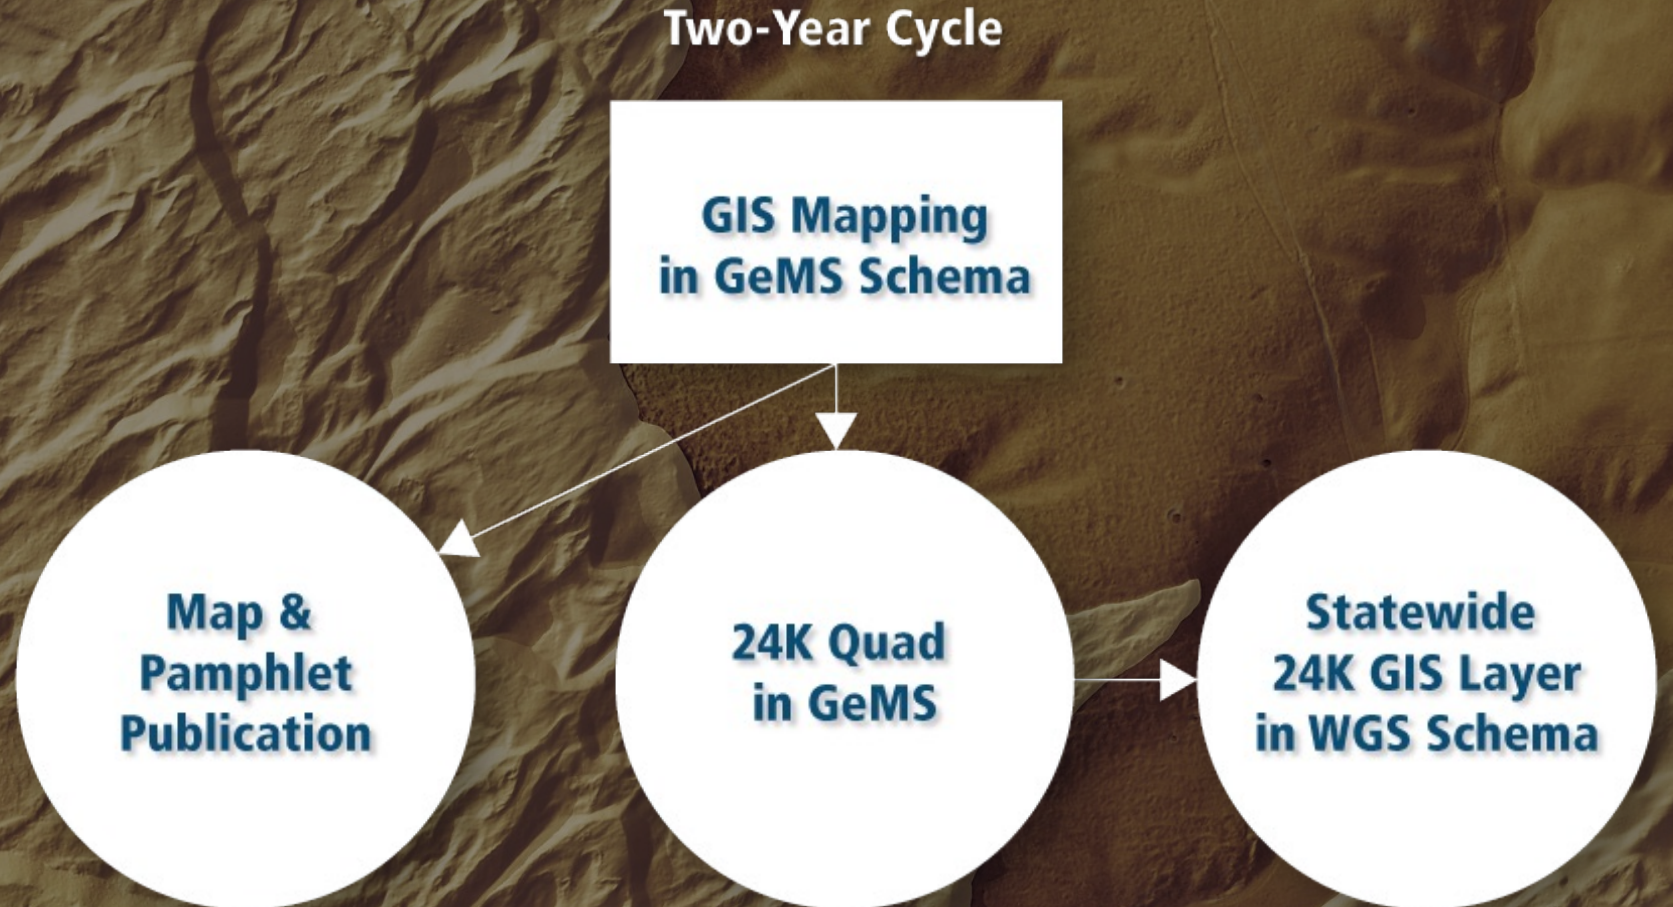 Two-Year Cycle
GIS Mapping
in GeMS Schema
Map &
Pamphlet
Publication
24K Quad
in GeMS
Statewide
24K GIS Layer
in WGS Schema